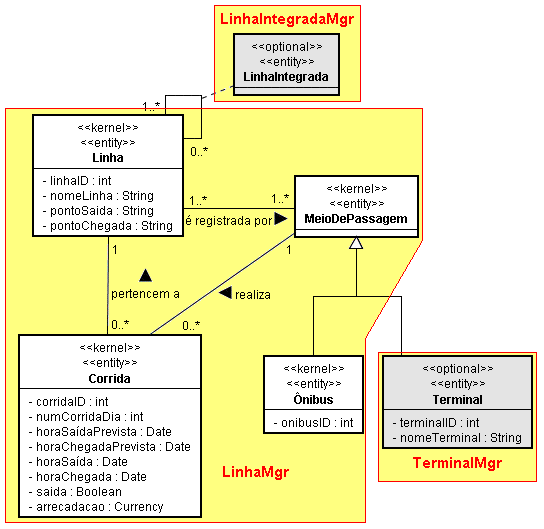 LinhaIntegradaMgr
<<optional>>
<<entity>>
LinhaIntegrada
1..*
0..*
<<kernel>>
<<entity>>
Linha
- linhaID : int
- nomeLinha : String
- pontoSaida : String
- pontoChegada : String
1..*
1..*
é registrada por
<<kernel>>
<<entity>>
MeioDePassagem
1
1
pertencem a
realiza
0..*
0..*
<<kernel>>
<<entity>>
Corrida
- corridaID : int
- numCorridaDia : int
- horaSaídaPrevista : Date
- horaChegadaPrevista : Date
- horaSaída : Date
- horaChegada : Date
- saida : Boolean
- arrecadacao : Currency
<<kernel>>
<<entity>>
Ônibus
- onibusID : int
<<optional>>
<<entity>>
Terminal
- terminalID : int
- nomeTerminal : String
LinhaMgr
TerminalMgr